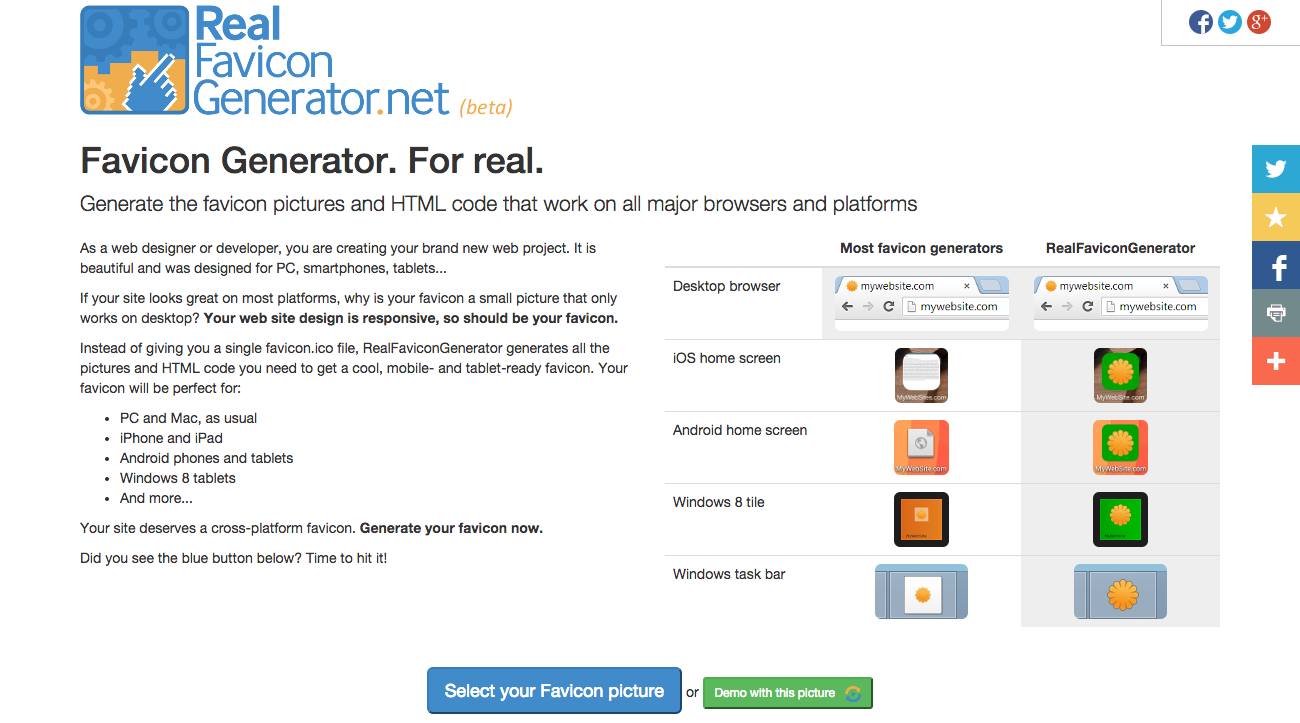 Real
Favicon
Generator.net (beta)
Favicon Generator. For real.
Generate the favicon pictures and HTML code that work on all major browsers and platforms
As a web designer or developer, you are creating your brand new web project. It is
beautiful and was designed for PC, smartphones, tablets...
If your site looks great on most platforms, why is your favicon a small picture that only
works on desktop? Your web site design is responsive, so should be your favicon.
Instead of giving you a single favicon.ico file, RealFaviconGenerator generates all the
pictures and HTML code you need to get a cool, mobile- and tablet-ready favicon. Your
favicon will be perfect for:
• PC and Mac, as usual
• iPhone and iPad
• Android phones and tablets
• Windows 8 tablets
• And more...
Your site deserves a cross-platform favicon. Generate your favicon now.
Did you see the blue button below? Time to hit it!
Most favicon generators RealFaviconGenerator
Desktop browser
mywebsite.com mywebsite.com
mywebsite.com mywebsite.com
iOS home screen
MyWebSites.com MyWebSites.com
Android home screen
MyWebSite.com MyWebSite.com
Windows 8 tile
Windows task bar
Select your Favicon picture or Demo with this picture